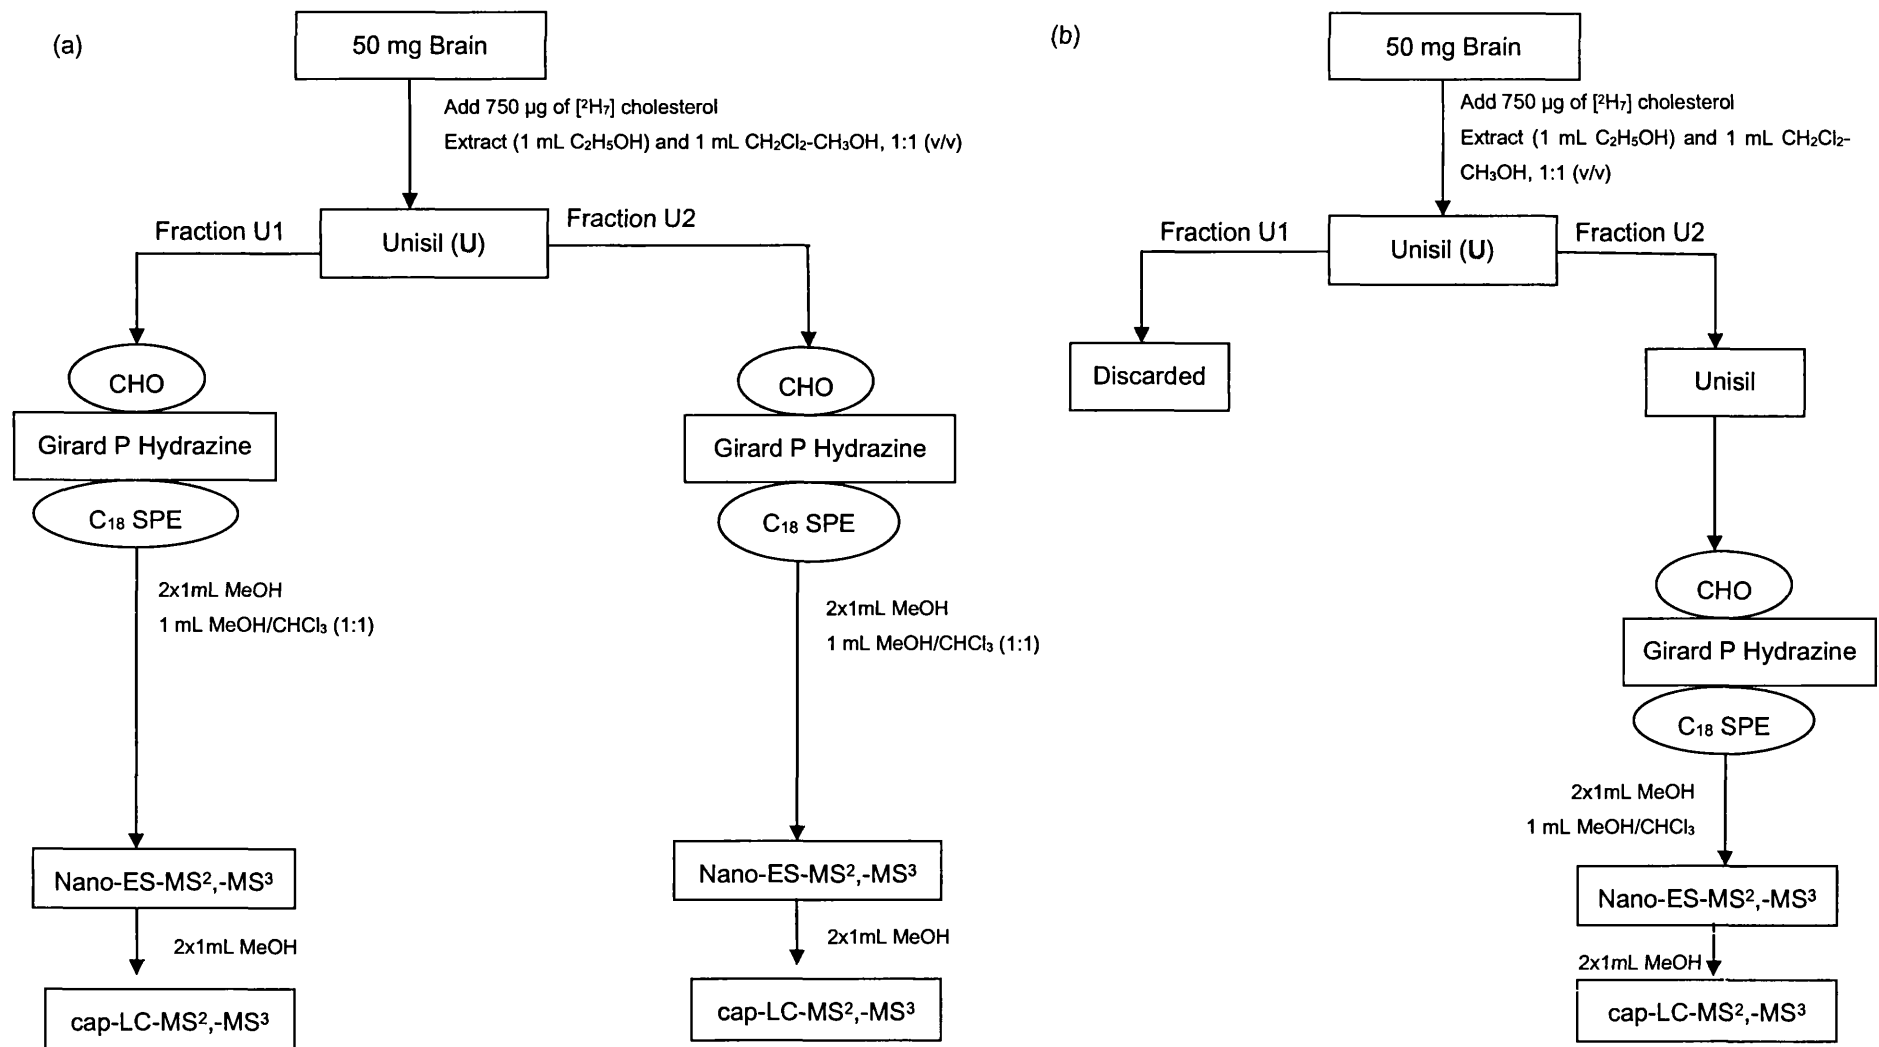 (a)
50 mg Brain
Add 750 µg of [²H₇] cholesterol
Extract (1 mL C₂H₅OH) and 1 mL CH₂Cl₂-CH₃OH, 1:1 (v/v)
Fraction U1
Unisil (U)
Fraction U2
CHO
Girard P Hydrazine
C₁₈ SPE
2x1mL MeOH
1 mL MeOH/CHCl₃ (1:1)
Nano-ES-MS²,-MS³
2x1mL MeOH
cap-LC-MS²,-MS³
CHO
Girard P Hydrazine
C₁₈ SPE
2x1mL MeOH
1 mL MeOH/CHCl₃ (1:1)
Nano-ES-MS²,-MS³
2x1mL MeOH
cap-LC-MS²,-MS³
(b)
50 mg Brain
Add 750 µg of [²H₇] cholesterol
Extract (1 mL C₂H₅OH) and 1 mL CH₂Cl₂-
CH₃OH, 1:1 (v/v)
Fraction U1
Unisil (U)
Fraction U2
Discarded
Unisil
CHO
Girard P Hydrazine
C₁₈ SPE
2x1mL MeOH
1 mL MeOH/CHCl₃
Nano-ES-MS²,-MS³
2x1mL MeOH
cap-LC-MS²,-MS³